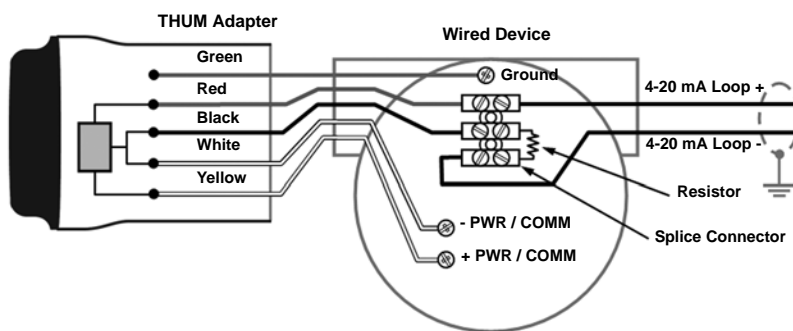 THUM Adapter
Wired Device
Green
Ground
Red
4-20 mA Loop +
Black
White
4-20 mA Loop -
Yellow
Resistor
- PWR / COMM
Splice Connector
+ PWR / COMM